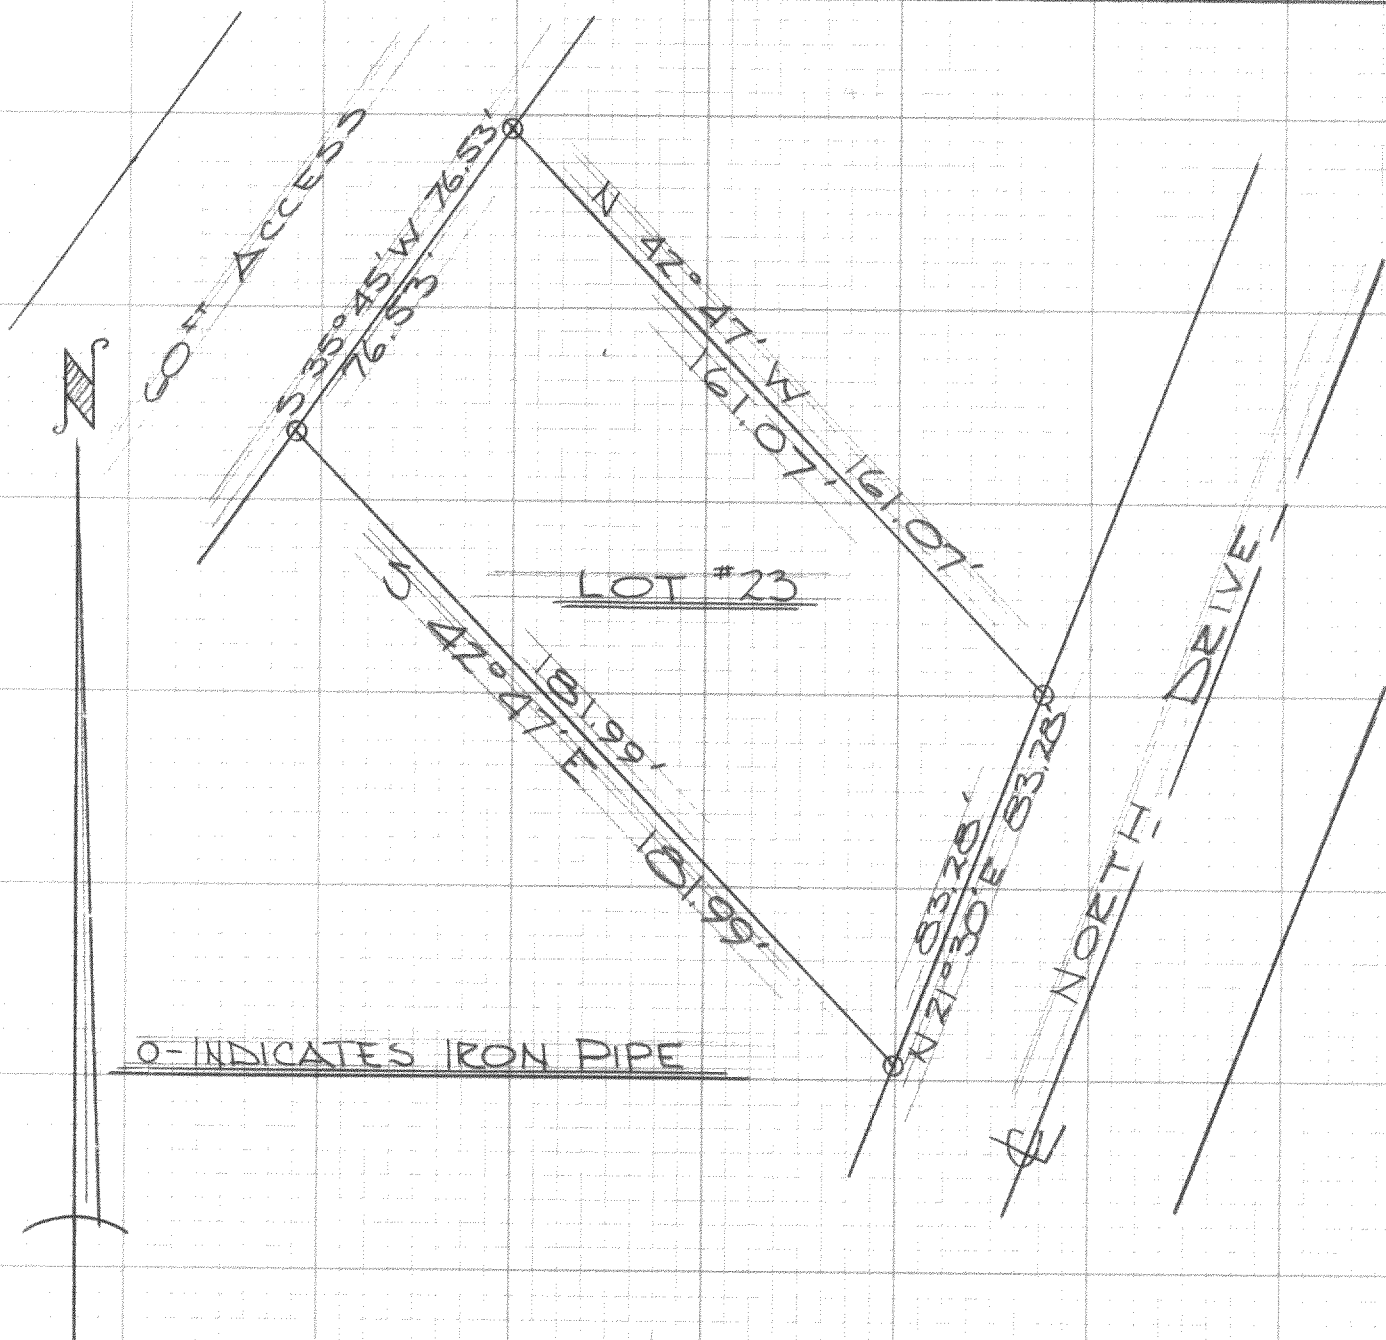 60 FT ACCESS
S 35° 45' W 76.53'
76.53'
N 42° 47' W 161.07'
161.07'
N
LOT #23
S 42° 47' E 181.99'
181.99'
83.28'
N 21° 30' E 83.28'
NORTH DRIVE
O-INDICATES IRON PIPE
℄